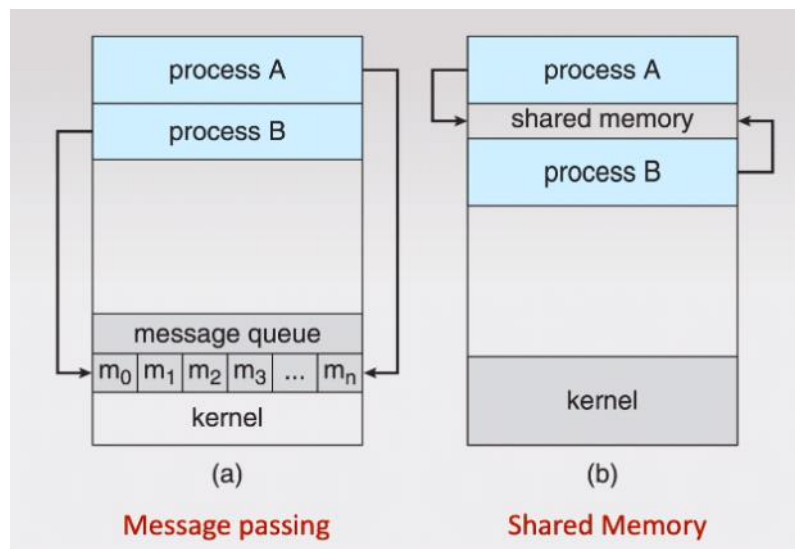 process A
process B
message queue
m0 m1 m2 m3 ... mn
kernel
(a)
Message passing
process A
shared memory
process B
kernel
(b)
Shared Memory